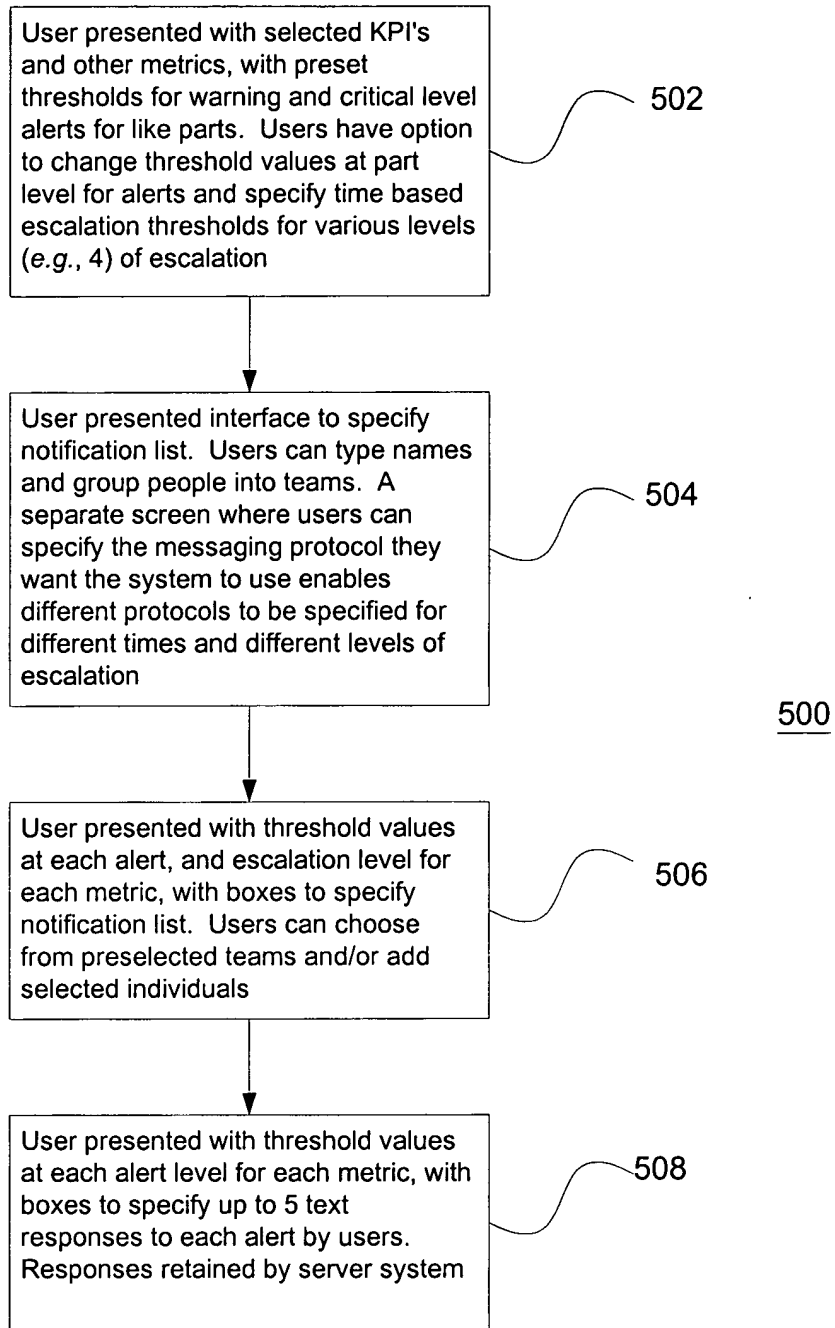 User presented with selected KPI's
and other metrics, with preset
thresholds for warning and critical level
alerts for like parts. Users have option
to change threshold values at part
level for alerts and specify time based
escalation thresholds for various levels
(e.g., 4) of escalation
502
User presented interface to specify
notification list. Users can type names
and group people into teams. A
separate screen where users can
specify the messaging protocol they
want the system to use enables
different protocols to be specified for
different times and different levels of
escalation
504
500
User presented with threshold values
at each alert, and escalation level for
each metric, with boxes to specify
notification list. Users can choose
from preselected teams and/or add
selected individuals
506
User presented with threshold values
at each alert level for each metric, with
boxes to specify up to 5 text
responses to each alert by users.
Responses retained by server system
508